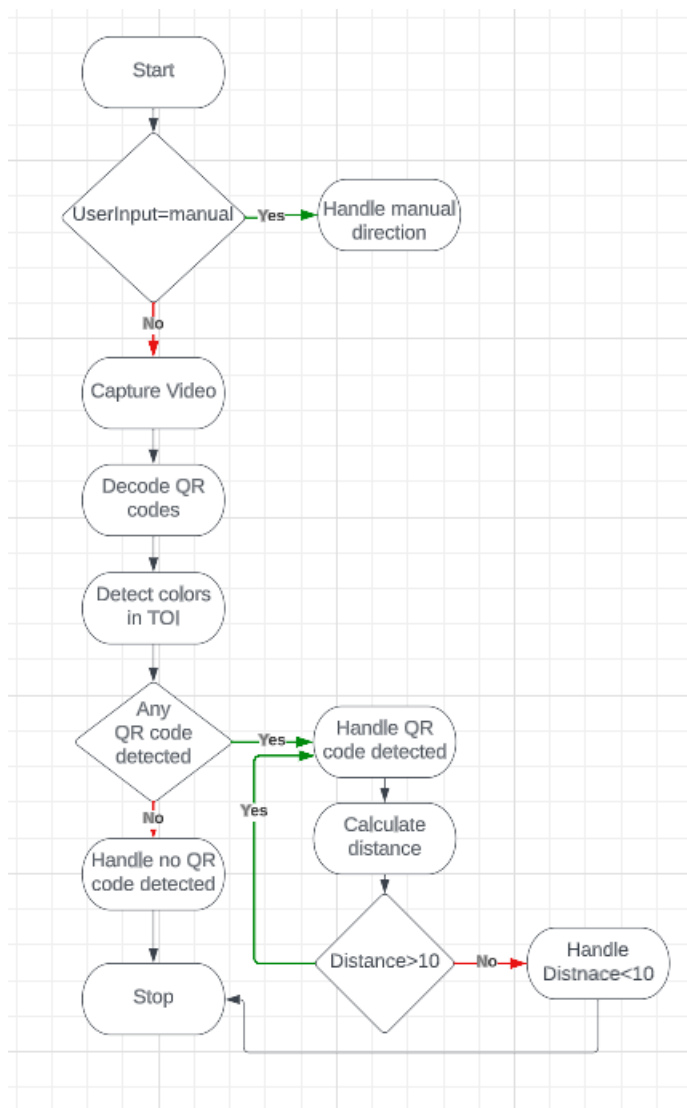 Start
UserInput=manual
Yes
Handle manual
direction
No
Capture Video
Decode QR
codes
Detect colors
in TOI
Any
QR code
detected
Yes
Handle QR
code detected
No
Yes
Calculate
distance
Handle no QR
code detected
Distance>10
No
Handle
Distnace<10
Stop